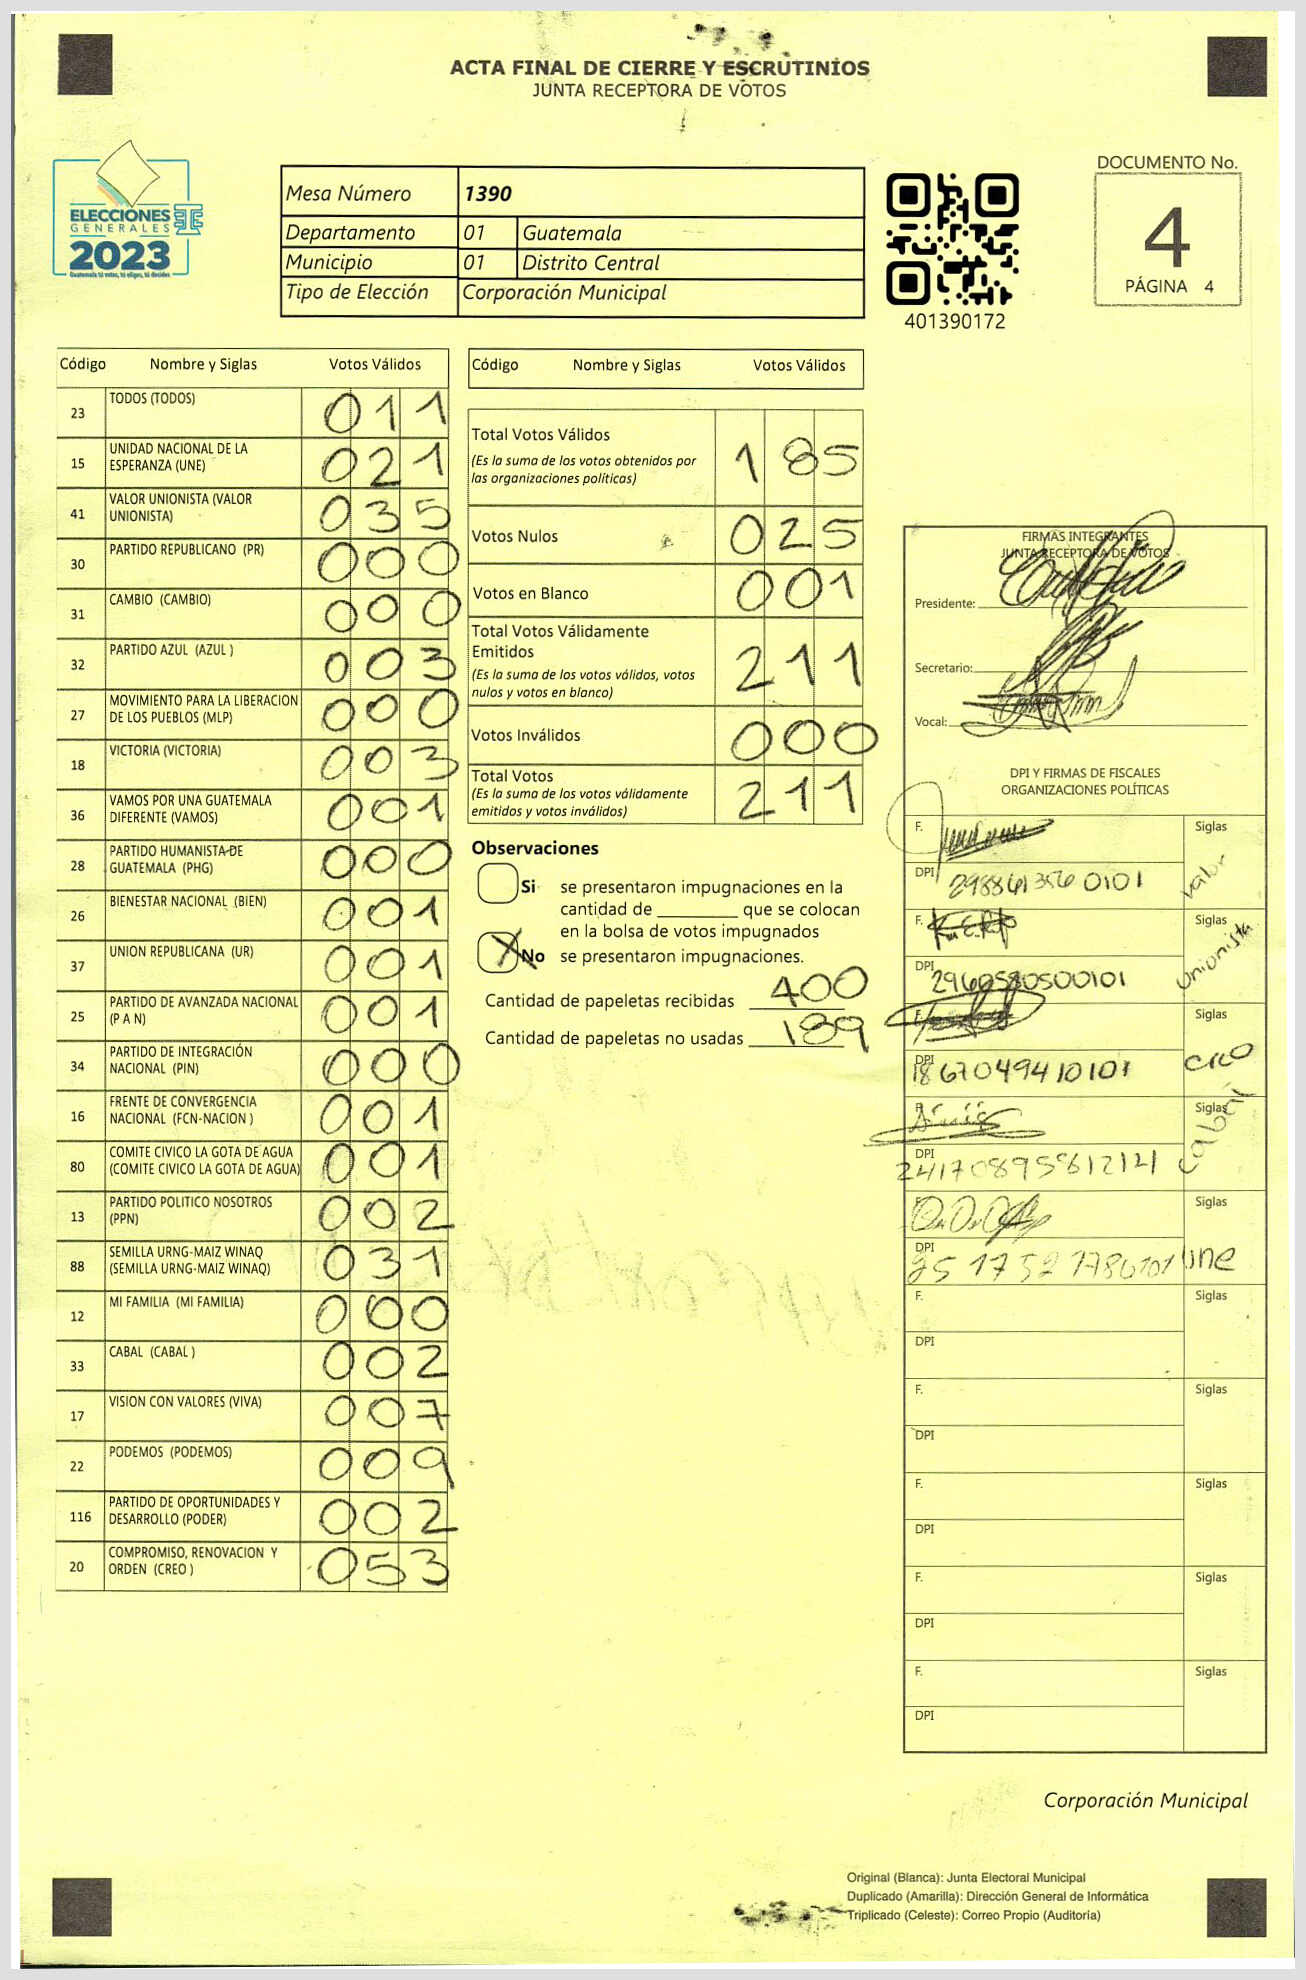 ACTA FINAL DE CIERRE Y ESCRUTINIOS
JUNTA RECEPTORA DE VOTOS
ELECCIONES
GENERALES
2023
Guatemala tú votas, tú eliges, tú decides
Mesa Número 1390
Departamento 01 Guatemala
Municipio 01 Distrito Central
Tipo de Elección Corporación Municipal
401390172
DOCUMENTO No.
4
PÁGINA 4
Código Nombre y Siglas Votos Válidos
23 TODOS (TODOS) 011
15 UNIDAD NACIONAL DE LA
ESPERANZA (UNE) 021
41 VALOR UNIONISTA (VALOR
UNIONISTA) 035
30 PARTIDO REPUBLICANO (PR) 000
31 CAMBIO (CAMBIO) 000
32 PARTIDO AZUL (AZUL ) 003
27 MOVIMIENTO PARA LA LIBERACION
DE LOS PUEBLOS (MLP) 000
18 VICTORIA (VICTORIA) 003
36 VAMOS POR UNA GUATEMALA
DIFERENTE (VAMOS) 001
28 PARTIDO HUMANISTA DE
GUATEMALA (PHG) 000
26 BIENESTAR NACIONAL (BIEN) 001
37 UNION REPUBLICANA (UR) 001
25 PARTIDO DE AVANZADA NACIONAL
(P A N) 001
34 PARTIDO DE INTEGRACIÓN
NACIONAL (PIN) 000
16 FRENTE DE CONVERGENCIA
NACIONAL (FCN-NACION ) 001
80 COMITE CIVICO LA GOTA DE AGUA
(COMITE CIVICO LA GOTA DE AGUA) 001
13 PARTIDO POLITICO NOSOTROS
(PPN) 002
88 SEMILLA URNG-MAIZ WINAQ
(SEMILLA URNG-MAIZ WINAQ) 031
12 MI FAMILIA (MI FAMILIA) 000
33 CABAL (CABAL ) 002
17 VISION CON VALORES (VIVA) 007
22 PODEMOS (PODEMOS) 009
116 PARTIDO DE OPORTUNIDADES Y
DESARROLLO (PODER) 002
20 COMPROMISO, RENOVACION Y
ORDEN (CREO ) 053
Código Nombre y Siglas Votos Válidos
Total Votos Válidos 185
(Es la suma de los votos obtenidos por
las organizaciones políticas)
Votos Nulos 025
Votos en Blanco 001
Total Votos Válidamente
Emitidos 211
(Es la suma de los votos válidos, votos
nulos y votos en blanco)
Votos Inválidos 000
Total Votos 211
(Es la suma de los votos válidamente
emitidos y votos inválidos)
Observaciones
Si se presentaron impugnaciones en la
cantidad de ________ que se colocan
en la bolsa de votos impugnados
X No se presentaron impugnaciones.
Cantidad de papeletas recibidas 400
Cantidad de papeletas no usadas 189
FIRMAS INTEGRANTES
JUNTA RECEPTORA DE VOTOS
Presidente:
Secretario:
Vocal:
DPI Y FIRMAS DE FISCALES
ORGANIZACIONES POLÍTICAS
F. Siglas
DPI valor
F. Siglas
DPI 2960580500101 unionista
F. Siglas
DPI 1867049410101 creo
F. Siglas
DPI cabal
F. Siglas
DPI une
F. Siglas
DPI
F. Siglas
DPI
F. Siglas
DPI
F. Siglas
DPI
F. Siglas
DPI
Corporación Municipal
Original (Blanca): Junta Electoral Municipal
Duplicado (Amarilla): Dirección General de Informática
Triplicado (Celeste): Correo Propio (Auditoría)